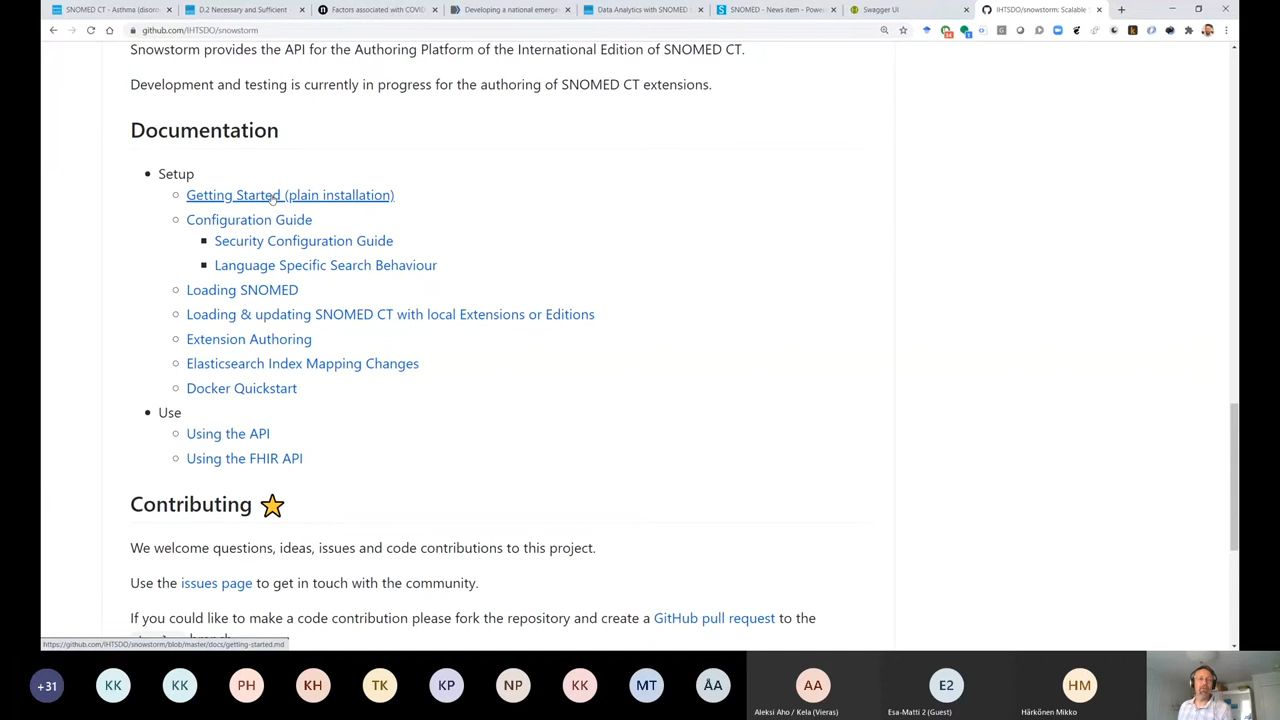 SNOMED CT - Asthma (disor
D.2 Necessary and Sufficient
Factors associated with COVID
Developing a national emerge
Data Analytics with SNOMED
SNOMED - News item - Power
Swagger UI
IHTSDO/snowstorm: Scalable
github.com/IHTSDO/snowstorm
Snowstorm provides the API for the Authoring Platform of the International Edition of SNOMED CT.
Development and testing is currently in progress for the authoring of SNOMED CT extensions.
Documentation
Setup
Getting Started (plain installation)
Configuration Guide
Security Configuration Guide
Language Specific Search Behaviour
Loading SNOMED
Loading & updating SNOMED CT with local Extensions or Editions
Extension Authoring
Elasticsearch Index Mapping Changes
Docker Quickstart
Use
Using the API
Using the FHIR API
Contributing ⭐
We welcome questions, ideas, issues and code contributions to this project.
Use the issues page to get in touch with the community.
If you could like to make a code contribution please fork the repository and create a GitHub pull request to the
branch
https://github.com/IHTSDO/snowstorm/blob/master/docs/getting-started.md
+31
KK
KK
PH
KH
TK
KP
NP
KK
MT
ÅA
AA
E2
HM
Aleksi Aho / Kela (Vieras)
Esa-Matti 2 (Guest)
Härkönen Mikko